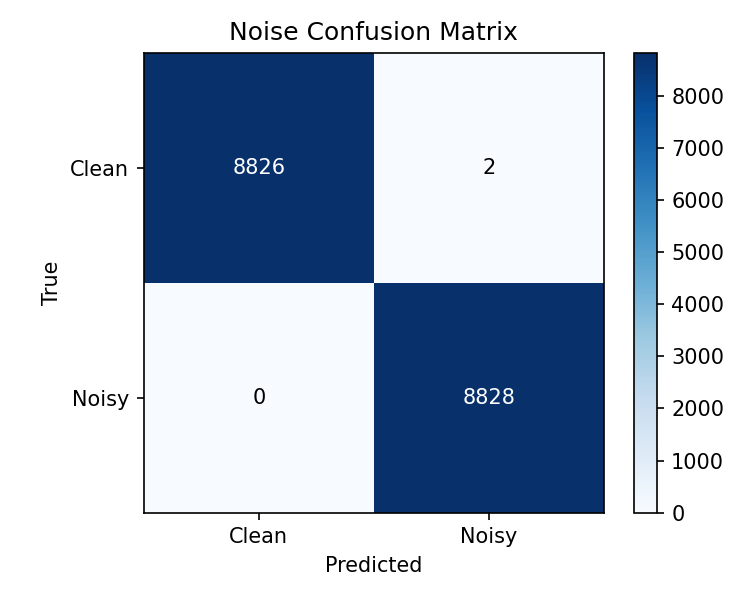 Noise Confusion Matrix
Clean
8826
2
True
Noisy
0
8828
Clean
Noisy
Predicted
8000
7000
6000
5000
4000
3000
2000
1000
0